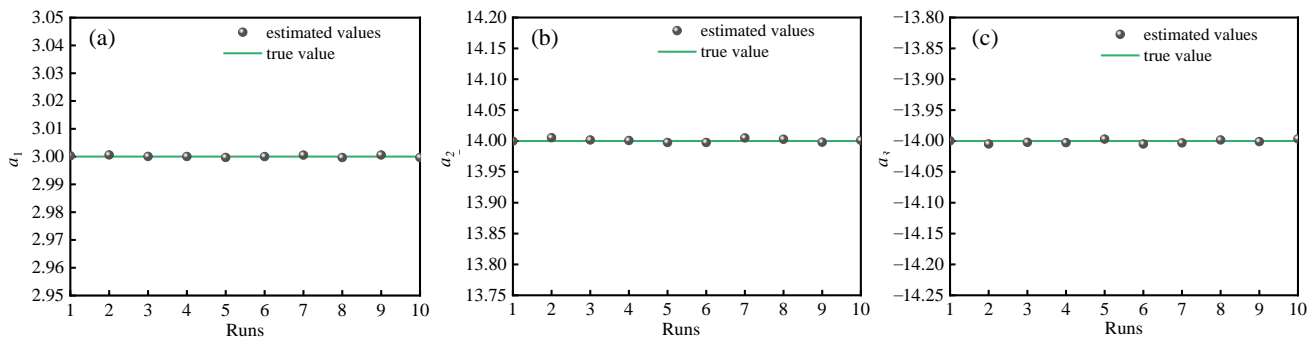 (a)
estimated values
true value
3.05
3.04
3.03
3.02
3.01
3.00
2.99
2.98
2.97
2.96
2.95
a1
1 2 3 4 5 6 7 8 9 10
Runs
(b)
estimated values
true value
14.20
14.15
14.10
14.05
14.00
13.95
13.90
13.85
13.80
13.75
a2
1 2 3 4 5 6 7 8 9 10
Runs
(c)
estimated values
true value
−13.80
−13.85
−13.90
−13.95
−14.00
−14.05
−14.10
−14.15
−14.20
−14.25
a3
1 2 3 4 5 6 7 8 9 10
Runs